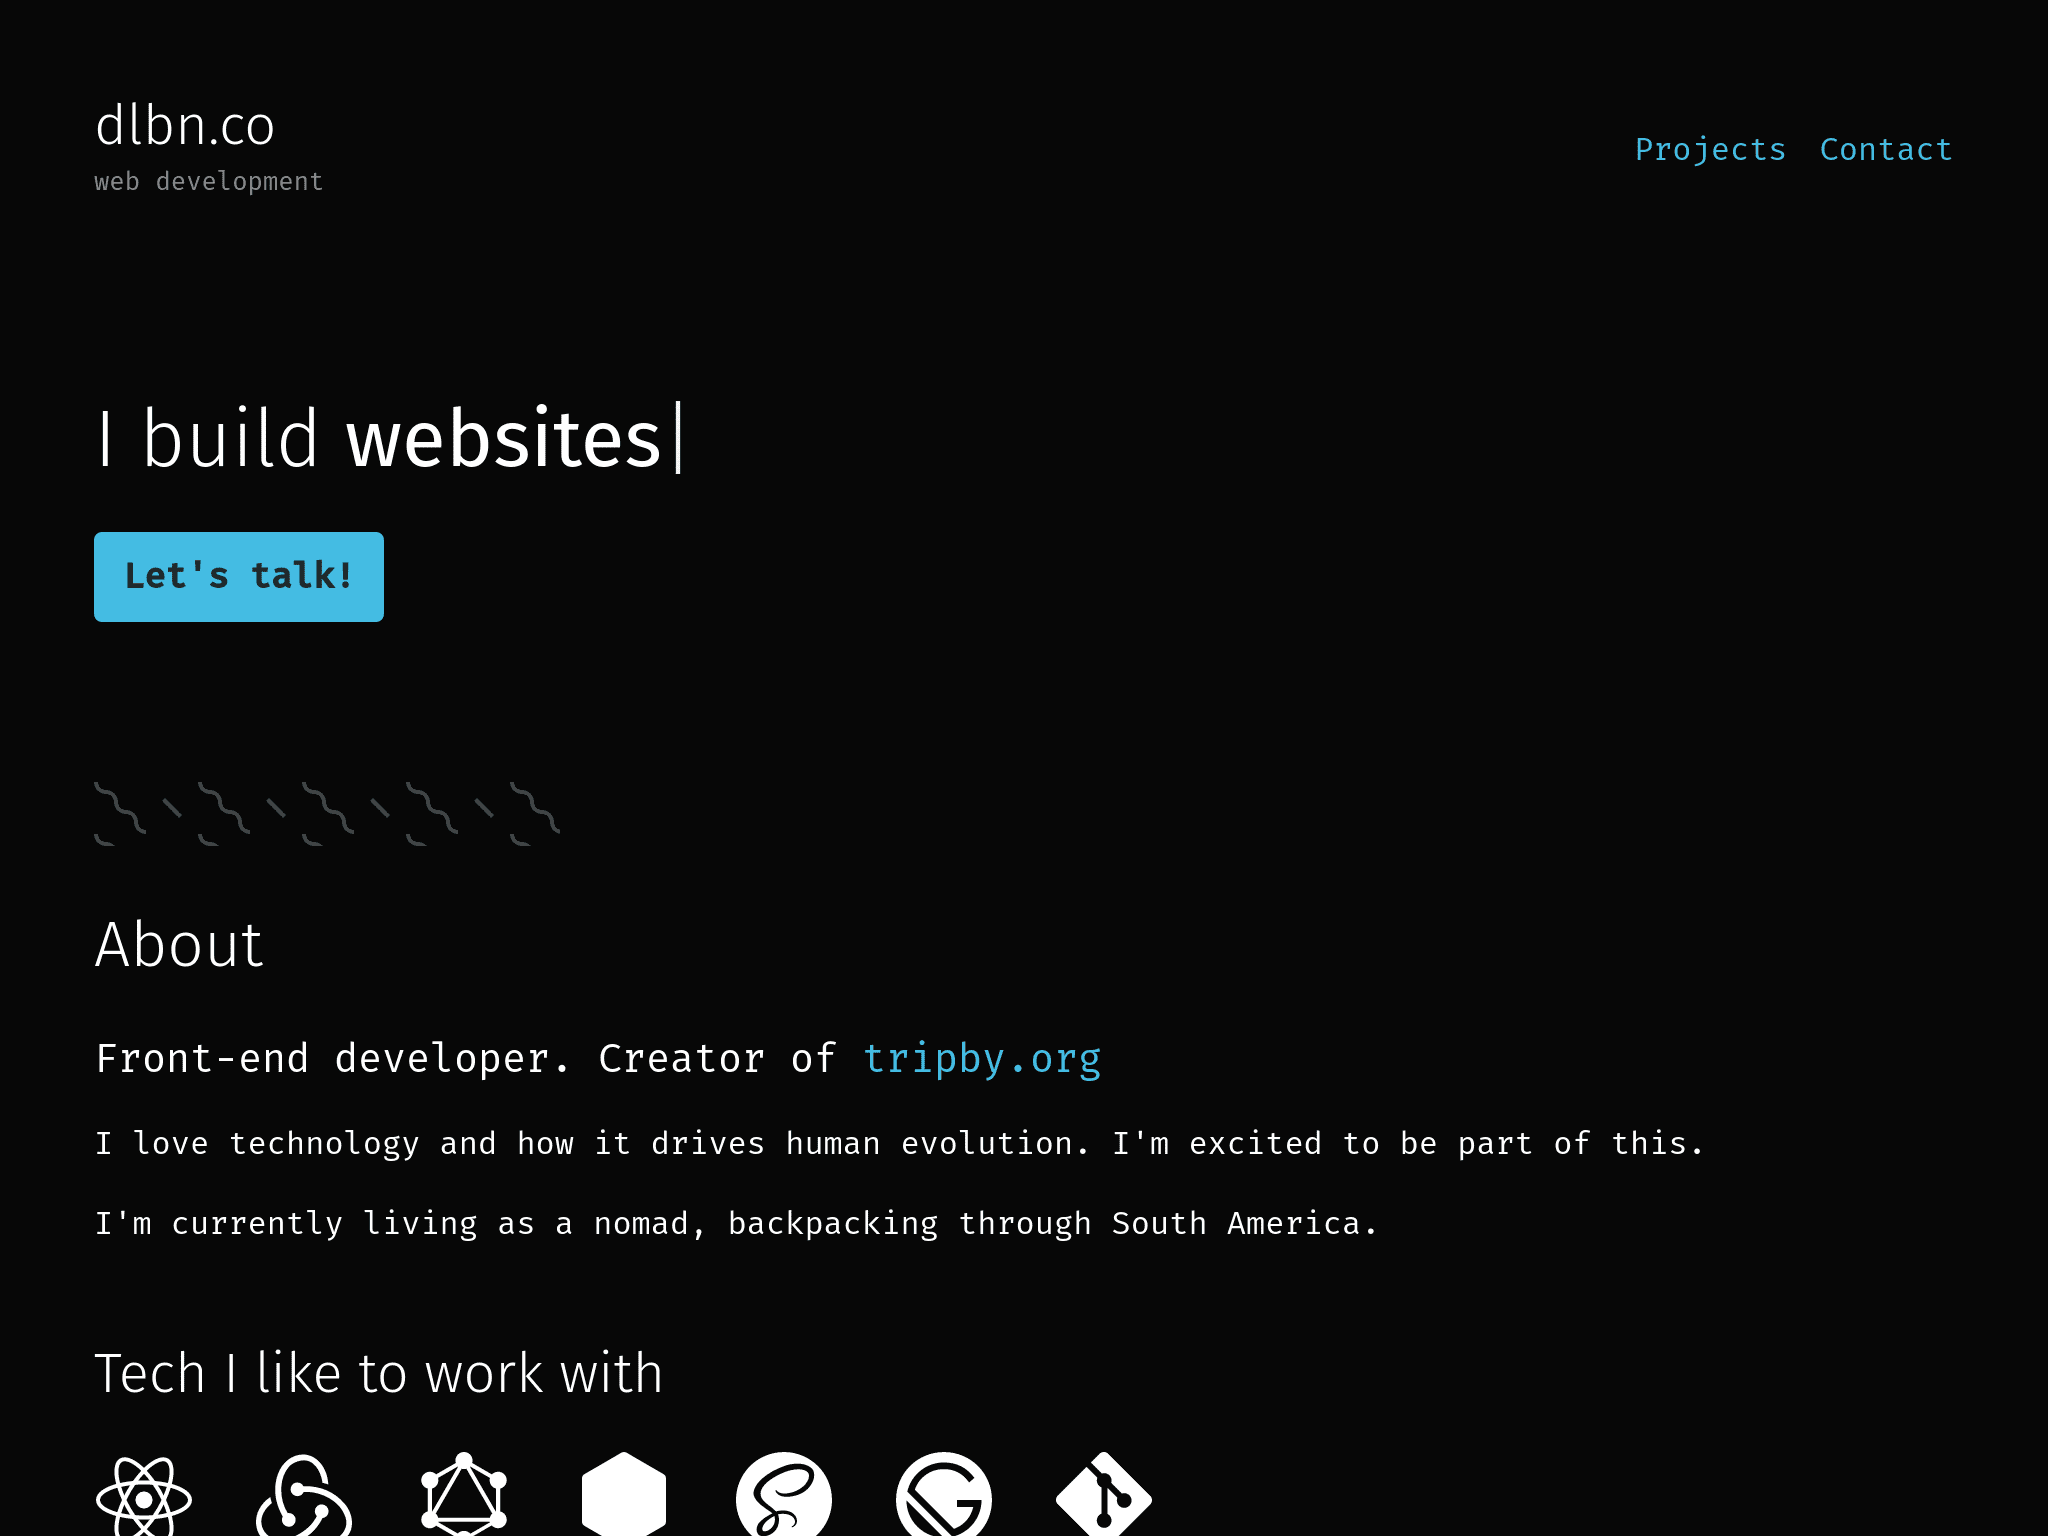 dlbn.co
web development
Projects Contact
I build websites|
Let's talk!
About
Front-end developer. Creator of tripby.org
I love technology and how it drives human evolution. I'm excited to be part of this.
I'm currently living as a nomad, backpacking through South America.
Tech I like to work with